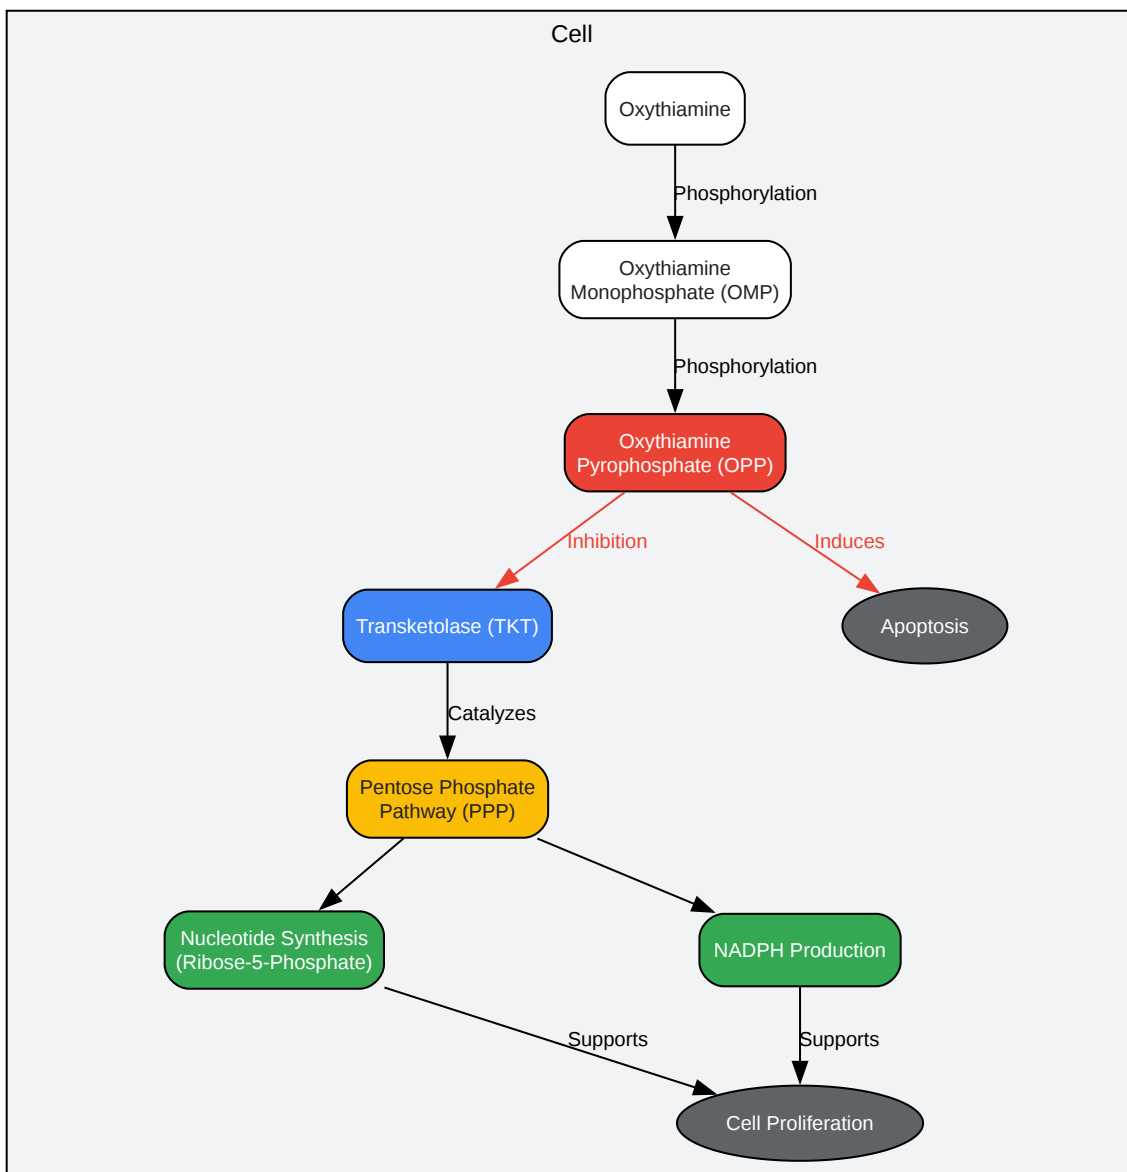 Cell
Oxythiamine
Phosphorylation
Oxythiamine
Monophosphate (OMP)
Phosphorylation
Oxythiamine
Pyrophosphate (OPP)
Inhibition
Induces
Transketolase (TKT)
Apoptosis
Catalyzes
Pentose Phosphate
Pathway (PPP)
Nucleotide Synthesis
(Ribose-5-Phosphate)
NADPH Production
Supports
Supports
Cell Proliferation